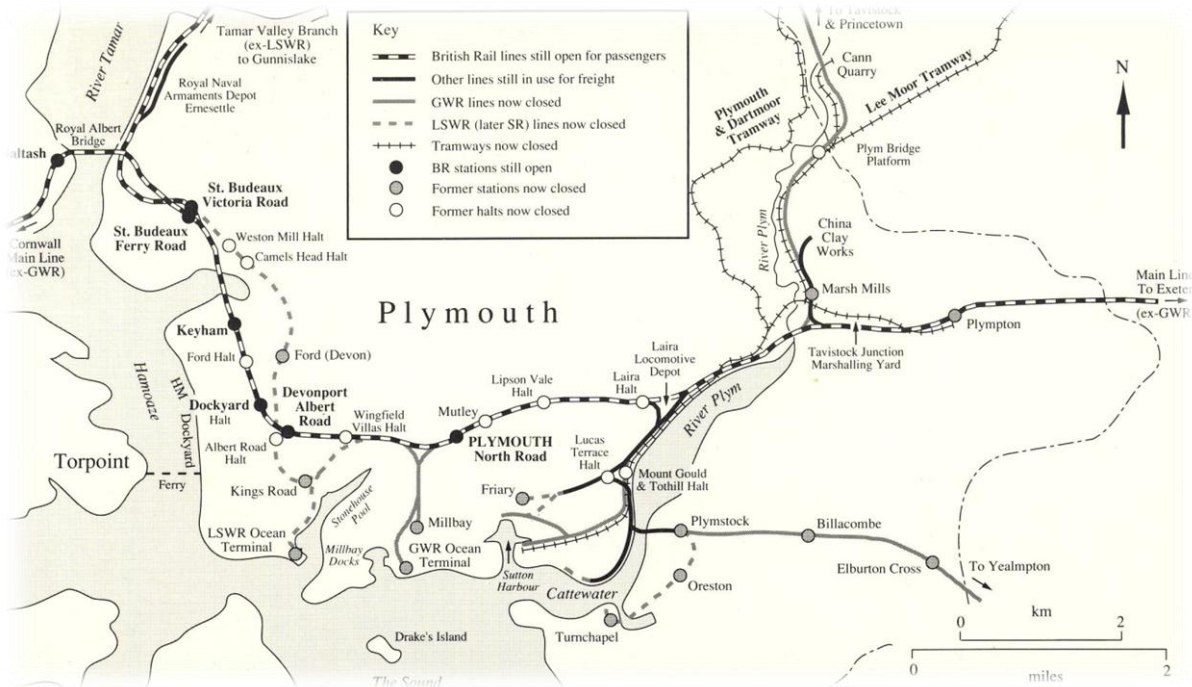 Tamar Valley Branch
(ex-LSWR)
to Gunnislake
River Tamar
Royal Naval
Armaments Depot
Ernesettle
Royal Albert
Bridge
altash
St. Budeaux
Victoria Road
St. Budeaux
Ferry Road
Cornwall
Main Line
(ex-GWR)
Weston Mill Halt
Camels Head Halt
Key
British Rail lines still open for passengers
Other lines still in use for freight
GWR lines now closed
LSWR (later SR) lines now closed
Tramways now closed
BR stations still open
Former stations now closed
Former halts now closed
To Tavistock
& Princetown
Cann
Quarry
Lee Moor Tramway
Plymouth
& Dartmoor
Tramway
Plym Bridge
Platform
N
River Plym
China
Clay
Works
Marsh Mills
Main Line
To Exeter
(ex-GWR
Plympton
Tavistock Junction
Marshalling Yard
Plymouth
Keyham
Ford Halt
Ford (Devon)
Hamoaze
HM Dockyard
Dockyard
Halt
Devonport
Albert
Road
Wingfield
Villas Halt
Albert Road
Halt
Mutley
Lipson Vale
Halt
Laira
Halt
Laira
Locomotive
Depot
River Plym
PLYMOUTH
North Road
Lucas
Terrace
Halt
Mount Gould
& Tothill Halt
Torpoint
Ferry
Kings Road
Stonehouse
Pool
LSWR Ocean
Terminal
Millbay
Docks
Millbay
GWR Ocean
Terminal
Friary
Sutton
Harbour
Cattewater
Plymstock
Billacombe
Elburton Cross
To Yealmpton
Oreston
Turnchapel
Drake's Island
The Sound
km
0 2
0 2
miles